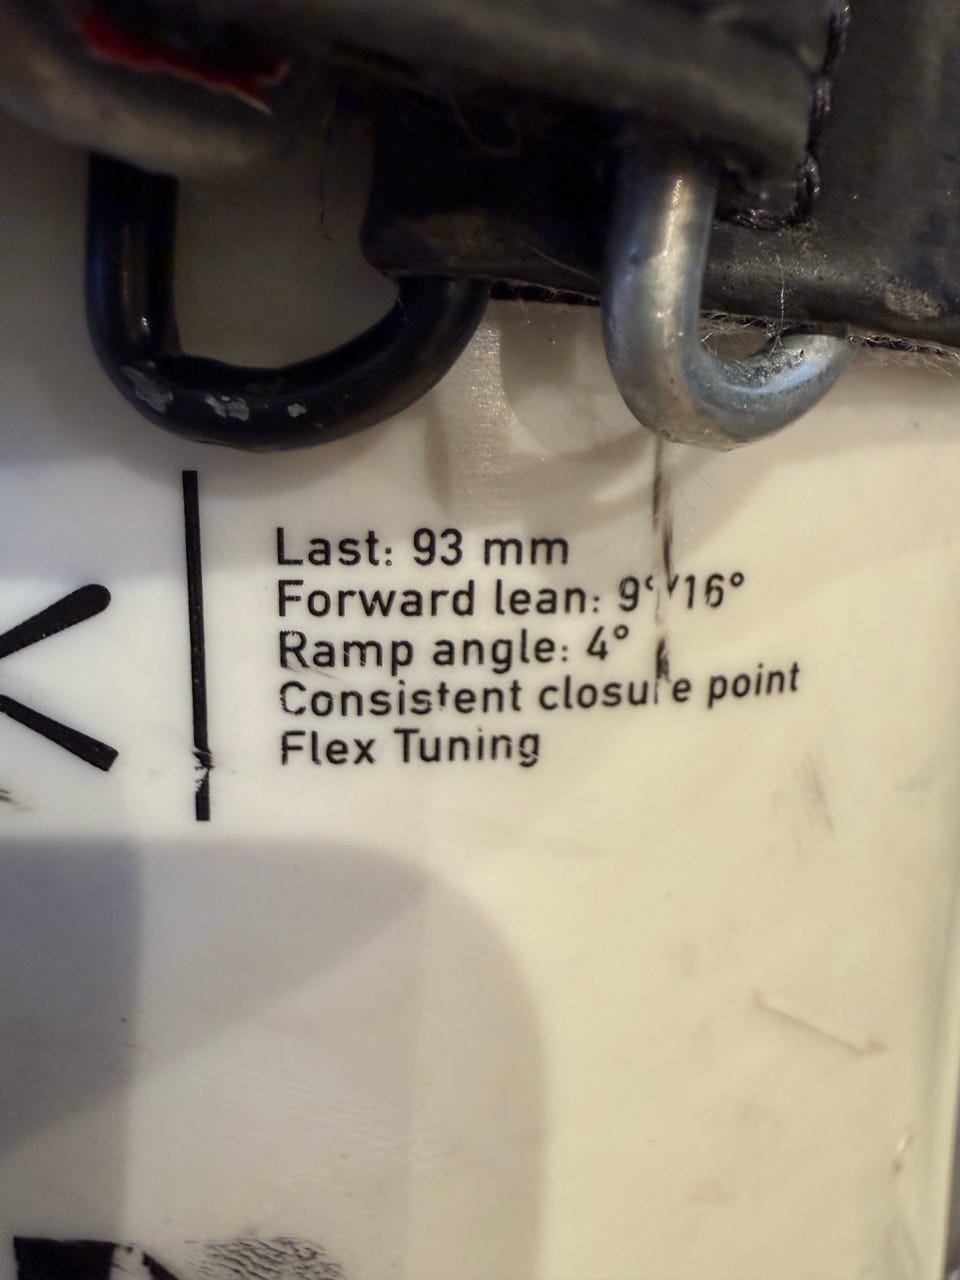 Last: 93 mm
Forward lean: 9°/16°
Ramp angle: 4°
Consistent closure point
Flex Tuning